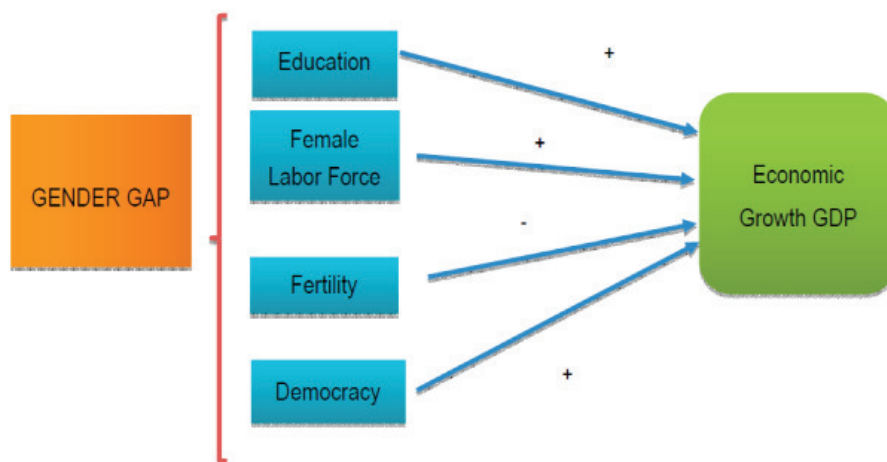 GENDER GAP
Education
Female
Labor Force
Fertility
Democracy
+
+
-
+
Economic
Growth GDP